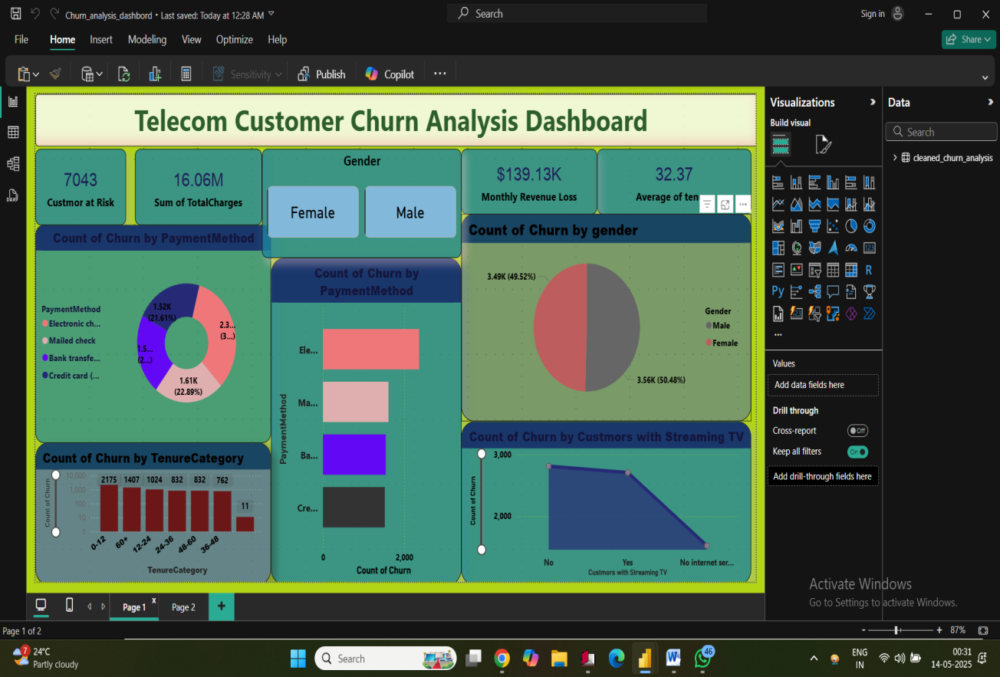 Churn_analysis_dashbord • Last saved: Today at 12:28 AM
Search
Sign in
File Home Insert Modeling View Optimize Help
Share
Sensitivity Publish Copilot
Telecom Customer Churn Analysis Dashboard
7043
Custmor at Risk
16.06M
Sum of TotalCharges
Gender
Female Male
$139.13K
Monthly Revenue Loss
32.37
Average of ten
Count of Churn by PaymentMethod
PaymentMethod
Electronic ch...
Mailed check
Bank transfe...
Credit card (...
1.52K
(21.61%)
2.3...
(3...)
1.5...
(2...)
1.61K
(22.89%)
Count of Churn by
PaymentMethod
PaymentMethod
Ele...
Ma...
Ba...
Cre...
0 2,000
Count of Churn
Count of Churn by gender
3.49K (49.52%)
3.56K (50.48%)
Gender
Male
Female
Count of Churn by TenureCategory
Count of Churn
10,000
1,000
100
10
1
2175 1407 1024 832 832 762 11
0-12 60+ 12-24 24-36 48-60 36-48
TenureCategory
Count of Churn by Custmors with Streaming TV
Count of Churn
3,000
2,000
No Yes No internet ser...
Custmors with Streaming TV
Visualizations
Build visual
Py R
123
Values
Add data fields here
Drill through
Cross-report Off
Keep all filters On
Add drill-through fields here
Data
Search
cleaned_churn_analysis
Activate Windows
Go to Settings to activate Windows.
Page 1 x Page 2 +
Page 1 of 2
- + 87%
7
24°C
Partly cloudy
Search
46
ENG
IN
00:31
14-05-2025